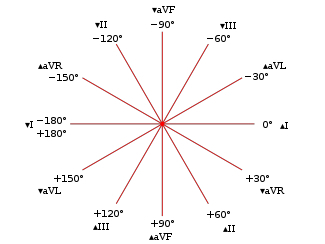 ▼aVF
−90°
▼II
−120°
▼III
−60°
▲aVR
−150°
▲aVL
−30°
▼I −180°
+180°
0° ▲I
+150°
▼aVL
+30°
▼aVR
+120°
▲III
+90°
▲aVF
+60°
▲II